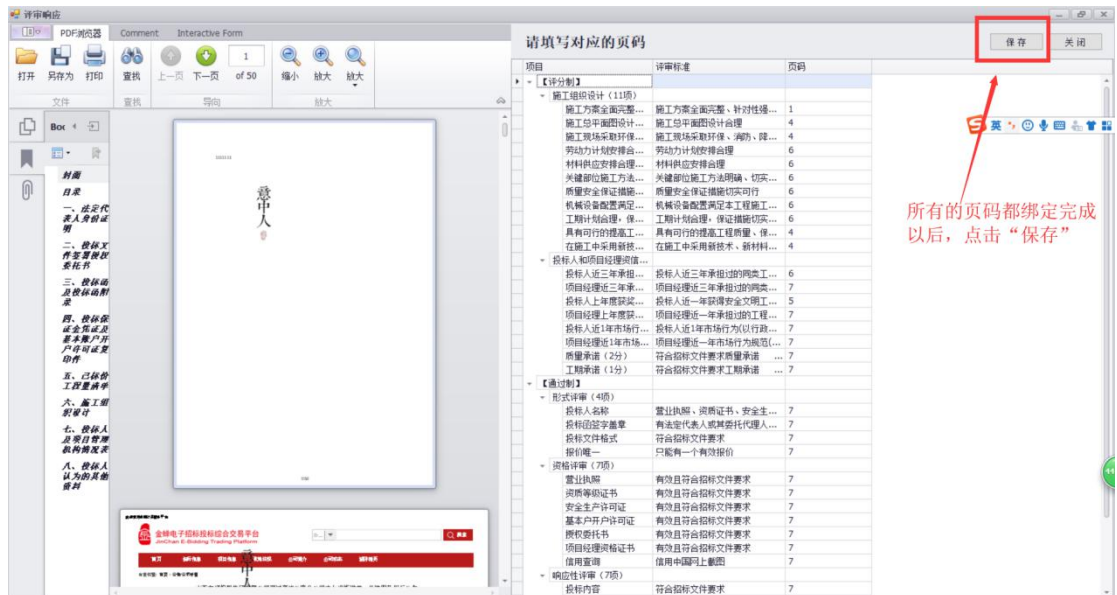 评审响应
PDF浏览器 Comment Interactive Form
打开 另存为 打印 查找 上一页 下一页 1 of 50 缩小 放大 放大
文件 查找 导向 放大
封面
目录
一、法定代
表人身份证
明
二、投标文
件签署授权
委托书
三、投标函
及投标函附
录
四、投标保
证金凭证及
基本账户开
户许可证复
印件
五、已标价
工程量清单
六、施工组
织设计
七、投标人
及项目管理
机构情况表
八、投标人
认为的其他
资料
意中人
金蝉电子招标投标综合交易平台
JinChan E-Bidding Trading Platform
请填写对应的页码
保存 关闭
项目 评审标准 页码
【评分制】
施工组织设计（11项）
施工方案全面完整... 施工方案全面完整、针对性强... 1
施工总平面图设计... 施工总平面图设计合理 4
施工现场采取环保... 施工现场采取环保、消防、降... 4
劳动力计划安排合... 劳动力计划安排合理 6
材料供应安排合理... 材料供应安排合理 6
关键部位施工方法... 关键部位施工方法明确、切实... 6
质量安全保证措施... 质量安全保证措施切实可行 6
机械设备配置满足... 机械设备配置满足本工程施工... 6
工期计划合理，保... 工期计划合理，保证措施切实... 6
具有可行的提高工... 具有可行的提高工程质量、保... 4
在施工中采用新技... 在施工中采用新技术、新材料... 4
投标人和项目经理资信...
投标人近三年承担... 投标人近三年承担过的同类工... 6
项目经理近三年承... 项目经理近三年承担过的同类... 7
投标人上年度获奖... 投标人近一年获得安全文明工... 5
项目经理上年度获... 项目经理近一年承担过的工程... 7
投标人近1年市场行... 投标人近1年市场行为(以行政... 7
项目经理近1年市场... 项目经理近一年市场行为规范(... 7
质量承诺（2分） 符合招标文件要求质量承诺 ... 7
工期承诺（1分） 符合招标文件要求工期承诺 ... 7
【通过制】
形式评审（4项）
投标人名称 营业执照、资质证书、安全生... 7
投标函签字盖章 有法定代表人或其委托代理人... 7
投标文件格式 符合招标文件要求 7
报价唯一 只能有一个有效报价 7
资格评审（7项）
营业执照 有效且符合招标文件要求 7
资质等级证书 有效且符合招标文件要求 7
安全生产许可证 有效且符合招标文件要求 7
基本户开户许可证 有效且符合招标文件要求 7
授权委托书 有效且符合招标文件要求 7
项目经理资格证书 有效且符合招标文件要求 7
信用查询 信用中国网上截图 7
响应性评审（7项）
投标内容 符合招标文件要求 7
英
所有的页码都绑定完成
以后，点击“保存”